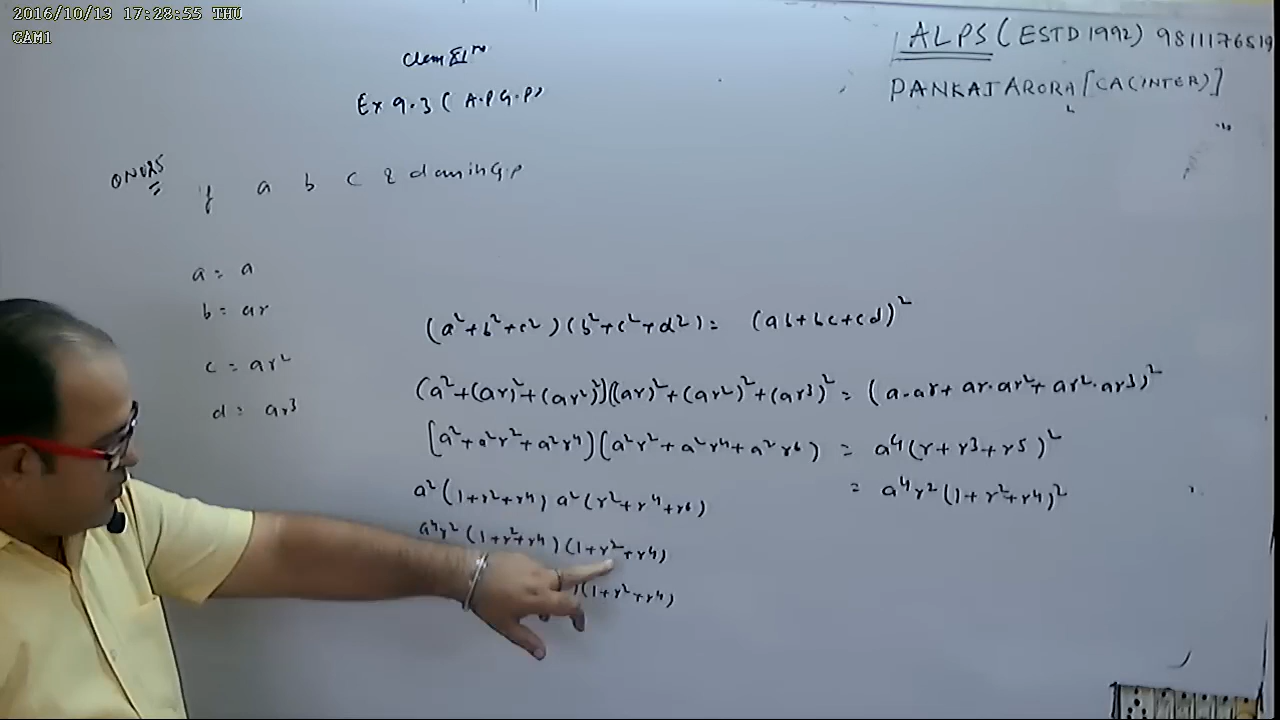 2016/10/13 17:28:55 THU
CAM1
ALPS (ESTD 1992) 9811176519
PANKAJ ARORA [CA (INTER)]
Class XIth
Ex 9.3 ( A.P G.P)
If a b c & d are in G.P
a = a
b = ar
c = ar²
d = ar³
(a²+b²+c²)(b²+c²+d²) = (ab+bc+cd)²
(a²+(ar)²+(ar²)²)((ar)²+(ar²)²+(ar³)²) = (a.ar+ar.ar²+ar².ar³)²
[a²+a²r²+a²r⁴)(a²r²+a²r⁴+a²r⁶) = a⁴(r+r³+r⁵)²
a²(1+r²+r⁴) a²(r²+r⁴+r⁶) = a⁴r²(1+r²+r⁴)²
a⁴r²(1+r²+r⁴)(1+r²+r⁴)
)(1+r²+r⁴)